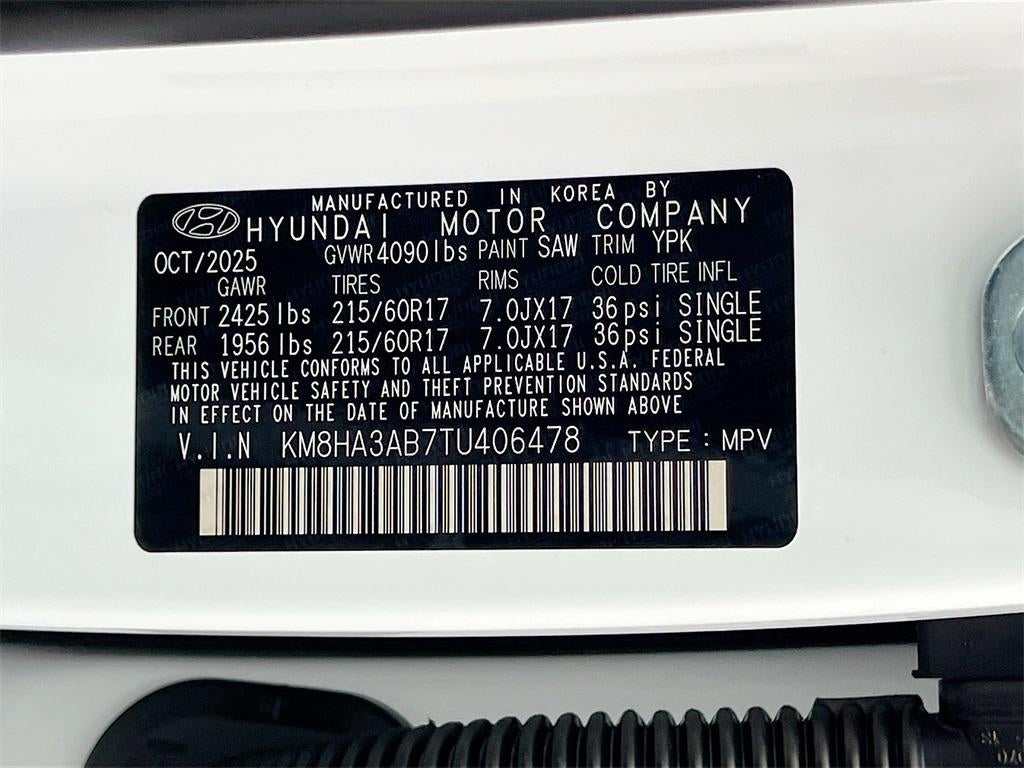 MANUFACTURED IN KOREA BY
HYUNDAI MOTOR COMPANY
OCT/2025 GVWR 4090lbs PAINT SAW TRIM YPK
GAWR TIRES RIMS COLD TIRE INFL
FRONT 2425 lbs 215/60R17 7.0JX17 36psi SINGLE
REAR 1956 lbs 215/60R17 7.0JX17 36psi SINGLE
THIS VEHICLE CONFORMS TO ALL APPLICABLE U.S.A. FEDERAL
MOTOR VEHICLE SAFETY AND THEFT PREVENTION STANDARDS
IN EFFECT ON THE DATE OF MANUFACTURE SHOWN ABOVE
V.I.N KM8HA3AB7TU406478 TYPE : MPV